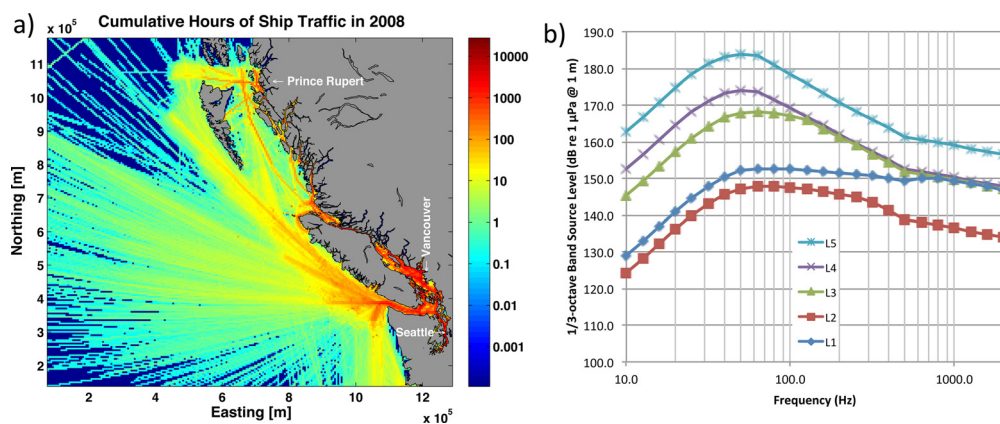 a)
Cumulative Hours of Ship Traffic in 2008
x 10⁵
11
10
9
8
7
6
5
4
3
2
Northing [m]
2
4
6
8
10
12
x 10⁵
Easting [m]
Prince Rupert
Vancouver
Seattle
10000
1000
100
10
1
0.1
0.01
0.001
b)
190.0
180.0
170.0
160.0
150.0
140.0
130.0
120.0
110.0
100.0
1/3-octave Band Source Level (dB re 1 µPa @ 1 m)
L5
L4
L3
L2
L1
10.0
100.0
1000.0
Frequency (Hz)